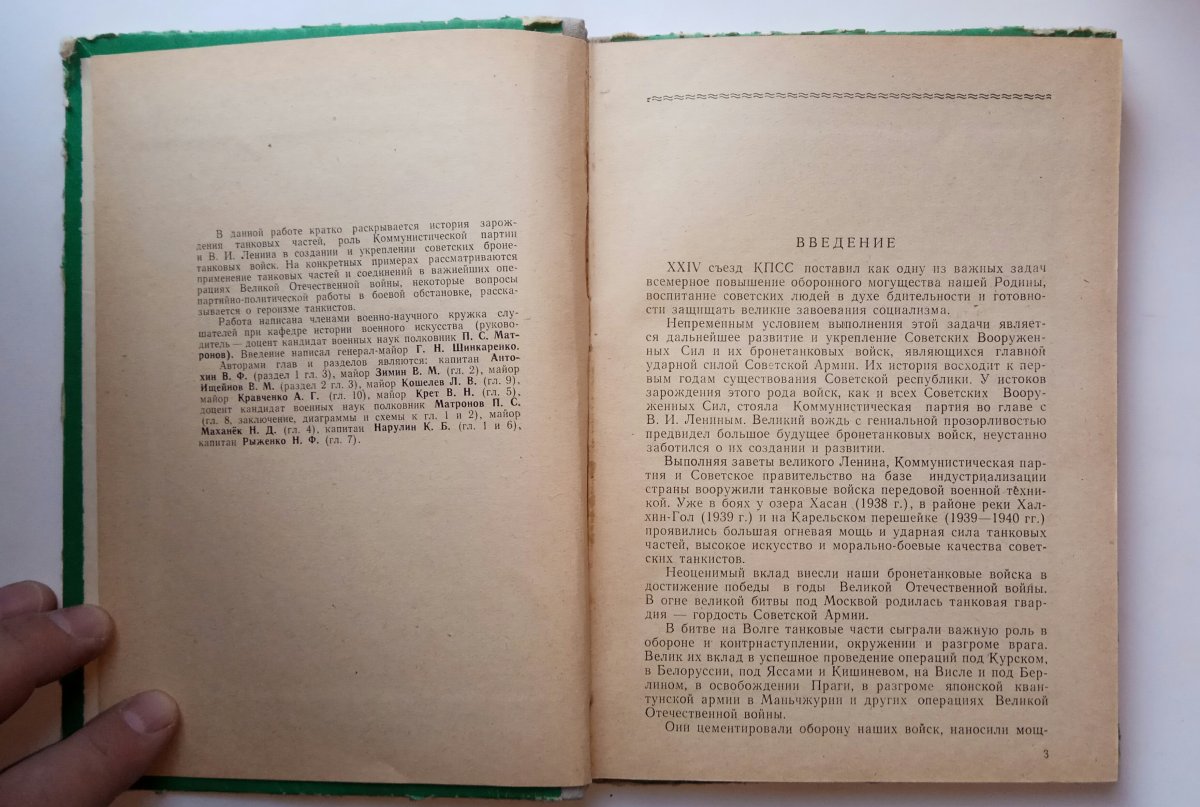 В данной работе кратко раскрывается история зарож-
дения танковых частей, роль Коммунистической партии
и В. И. Ленина в создании и укреплении советских броне-
танковых войск. На конкретных примерах рассматриваются
применение танковых частей и соединений в важнейших опе-
рациях Великой Отечественной войны, некоторые вопросы
партийно-политической работы в боевой обстановке, расска-
зывается о героизме танкистов.
Работа написана членами военно-научного кружка слу-
шателей при кафедре истории военного искусства (руково-
дитель — доцент кандидат военных наук полковник П. С. Мат-
ронов). Введение написал генерал-майор Г. Н. Шинкаренко.
Авторами глав и разделов являются: капитан Анто-
хин В. Ф. (раздел 1 гл. 3), майор Зимин В. М. (гл. 2), майор
Ищейнов В. М. (раздел 2 гл. 3), майор Кошелев Л. В. (гл. 9),
майор Кравченко А. Г. (гл. 10), майор Крет В. Н. (гл. 5),
доцент кандидат военных наук полковник Матронов П. С.
(гл. 8, заключение, диаграммы и схемы к гл. 1 и 2), майор
Маханёк Н. Д. (гл. 4), капитан Нарулин К. Б. (гл. 1 и 6),
капитан Рыженко Н. Ф. (гл. 7).
ВВЕДЕНИЕ
XXIV съезд КПСС поставил как одну из важных задач
всемерное повышение оборонного могущества нашей Родины,
воспитание советских людей в духе бдительности и готовно-
сти защищать великие завоевания социализма.
Непременным условием выполнения этой задачи являет-
ся дальнейшее развитие и укрепление Советских Вооружен-
ных Сил и их бронетанковых войск, являющихся главной
ударной силой Советской Армии. Их история восходит к пер-
вым годам существования Советской республики. У истоков
зарождения этого рода войск, как и всех Советских Воору-
женных Сил, стояла Коммунистическая партия во главе с
В. И. Лениным. Великий вождь с гениальной прозорливостью
предвидел большое будущее бронетанковых войск, неустанно
заботился о их создании и развитии.
Выполняя заветы великого Ленина, Коммунистическая пар-
тия и Советское правительство на базе индустриализации
страны вооружили танковые войска передовой военной техни-
кой. Уже в боях у озера Хасан (1938 г.), в районе реки Хал-
хин-Гол (1939 г.) и на Карельском перешейке (1939—1940 гг.)
проявились большая огневая мощь и ударная сила танковых
частей, высокое искусство и морально-боевые качества совет-
ских танкистов.
Неоценимый вклад внесли наши бронетанковые войска в
достижение победы в годы Великой Отечественной войны.
В огне великой битвы под Москвой родилась танковая гвар-
дия — гордость Советской Армии.
В битве на Волге танковые части сыграли важную роль в
обороне и контрнаступлении, окружении и разгроме врага.
Велик их вклад в успешное проведение операций под Курском,
в Белоруссии, под Яссами и Кишиневом, на Висле и под Бер-
лином, в освобождении Праги, в разгроме японской кван-
тунской армии в Маньчжурии и других операциях Великой
Отечественной войны.
Они цементировали оборону наших войск, наносили мощ-
3